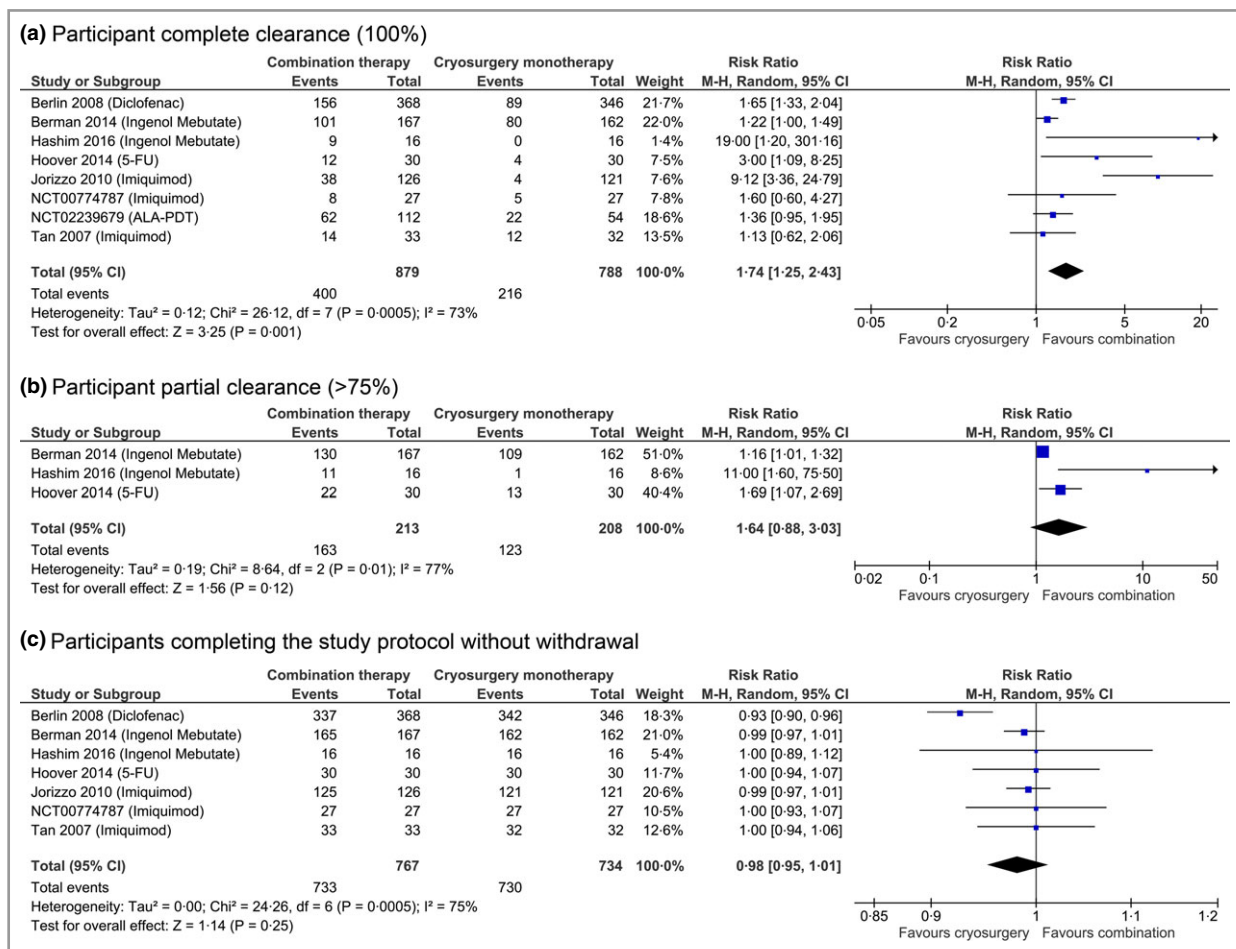 (a) Participant complete clearance (100%)
Combination therapy Cryosurgery monotherapy Risk Ratio Risk Ratio
Study or Subgroup Events Total Events Total Weight M-H, Random, 95% CI M-H, Random, 95% CI
Berlin 2008 (Diclofenac) 156 368 89 346 21·7% 1·65 [1·33, 2·04]
Berman 2014 (Ingenol Mebutate) 101 167 80 162 22·0% 1·22 [1·00, 1·49]
Hashim 2016 (Ingenol Mebutate) 9 16 0 16 1·4% 19·00 [1·20, 301·16]
Hoover 2014 (5-FU) 12 30 4 30 7·5% 3·00 [1·09, 8·25]
Jorizzo 2010 (Imiquimod) 38 126 4 121 7·6% 9·12 [3·36, 24·79]
NCT00774787 (Imiquimod) 8 27 5 27 7·8% 1·60 [0·60, 4·27]
NCT02239679 (ALA-PDT) 62 112 22 54 18·6% 1·36 [0·95, 1·95]
Tan 2007 (Imiquimod) 14 33 12 32 13·5% 1·13 [0·62, 2·06]
Total (95% CI) 879 788 100·0% 1·74 [1·25, 2·43]
Total events 400 216
Heterogeneity: Tau² = 0·12; Chi² = 26·12, df = 7 (P = 0·0005); I² = 73%
Test for overall effect: Z = 3·25 (P = 0·001)
0·05 0·2 1 5 20
Favours cryosurgery Favours combination
(b) Participant partial clearance (>75%)
Combination therapy Cryosurgery monotherapy Risk Ratio Risk Ratio
Study or Subgroup Events Total Events Total Weight M-H, Random, 95% CI M-H, Random, 95% CI
Berman 2014 (Ingenol Mebutate) 130 167 109 162 51·0% 1·16 [1·01, 1·32]
Hashim 2016 (Ingenol Mebutate) 11 16 1 16 8·6% 11·00 [1·60, 75·50]
Hoover 2014 (5-FU) 22 30 13 30 40·4% 1·69 [1·07, 2·69]
Total (95% CI) 213 208 100·0% 1·64 [0·88, 3·03]
Total events 163 123
Heterogeneity: Tau² = 0·19; Chi² = 8·64, df = 2 (P = 0·01); I² = 77%
Test for overall effect: Z = 1·56 (P = 0·12)
0·02 0·1 1 10 50
Favours cryosurgery Favours combination
(c) Participants completing the study protocol without withdrawal
Combination therapy Cryosurgery monotherapy Risk Ratio Risk Ratio
Study or Subgroup Events Total Events Total Weight M-H, Random, 95% CI M-H, Random, 95% CI
Berlin 2008 (Diclofenac) 337 368 342 346 18·3% 0·93 [0·90, 0·96]
Berman 2014 (Ingenol Mebutate) 165 167 162 162 21·0% 0·99 [0·97, 1·01]
Hashim 2016 (Ingenol Mebutate) 16 16 16 16 5·4% 1·00 [0·89, 1·12]
Hoover 2014 (5-FU) 30 30 30 30 11·7% 1·00 [0·94, 1·07]
Jorizzo 2010 (Imiquimod) 125 126 121 121 20·6% 0·99 [0·97, 1·01]
NCT00774787 (Imiquimod) 27 27 27 27 10·5% 1·00 [0·93, 1·07]
Tan 2007 (Imiquimod) 33 33 32 32 12·6% 1·00 [0·94, 1·06]
Total (95% CI) 767 734 100·0% 0·98 [0·95, 1·01]
Total events 733 730
Heterogeneity: Tau² = 0·00; Chi² = 24·26, df = 6 (P = 0·0005); I² = 75%
Test for overall effect: Z = 1·14 (P = 0·25)
0·85 0·9 1 1·1 1·2
Favours cryosurgery Favours combination